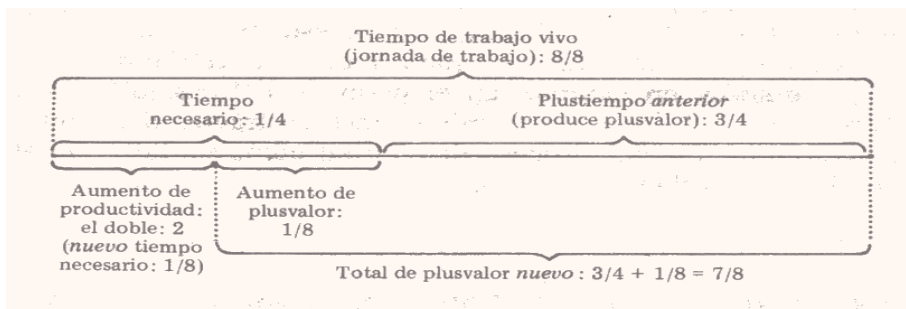 Tiempo de trabajo vivo
(jornada de trabajo): 8/8
Tiempo
necesario: 1/4
Plustiempo anterior
(produce plusvalor): 3/4
Aumento de
productividad:
el doble: 2
(nuevo tiempo
necesario: 1/8)
Aumento de
plusvalor:
1/8
Total de plusvalor nuevo : 3/4 + 1/8 = 7/8